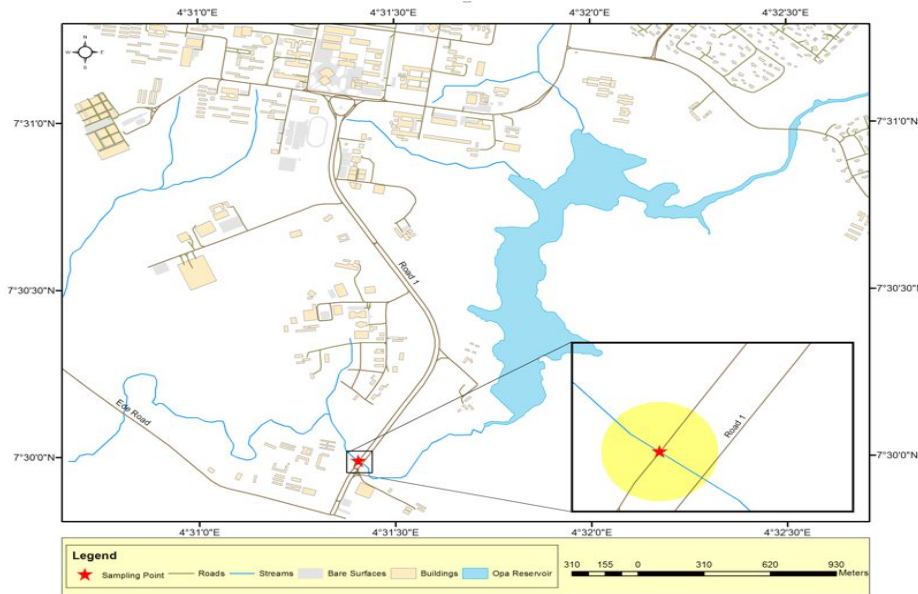 4°31'0"E 4°31'30"E 4°32'0"E 4°32'30"E
N
W E
S
7°31'0"N 7°31'0"N
Road 1
7°30'30"N 7°30'30"N
Ede Road
Road 1
7°30'0"N 7°30'0"N
4°31'0"E 4°31'30"E 4°32'0"E 4°32'30"E
Legend
Sampling Point Roads Streams Bare Surfaces Buildings Opa Reservoir
310 155 0 310 620 930
Meters